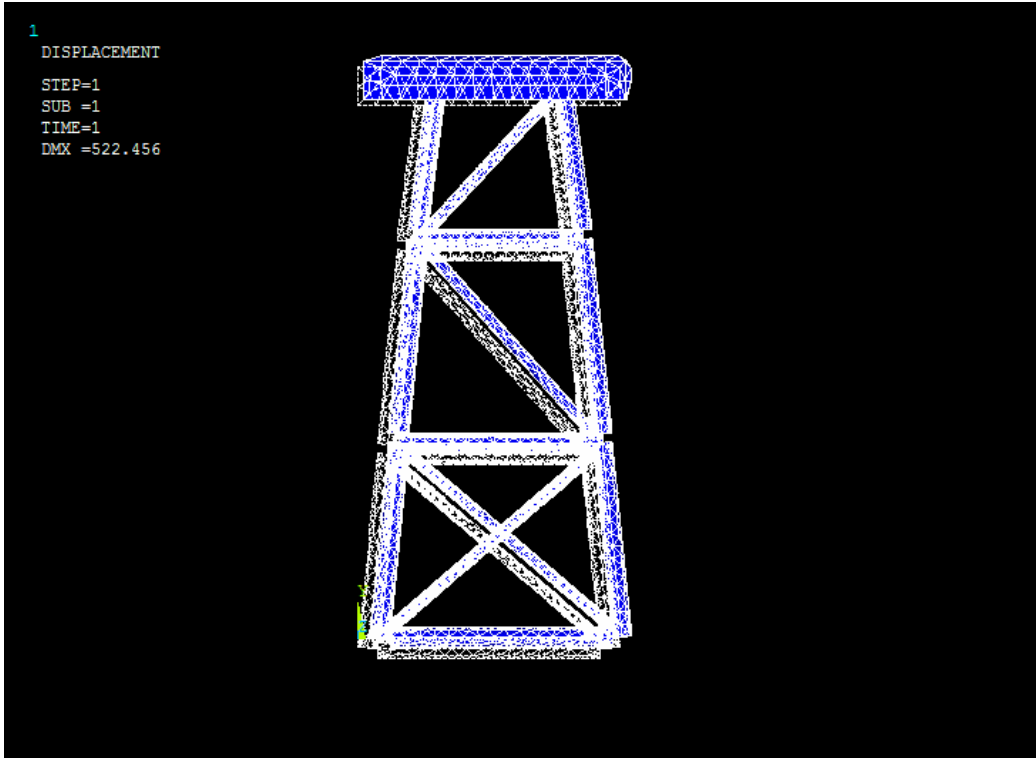 1
DISPLACEMENT
STEP=1
SUB =1
TIME=1
DMX =522.456
Y